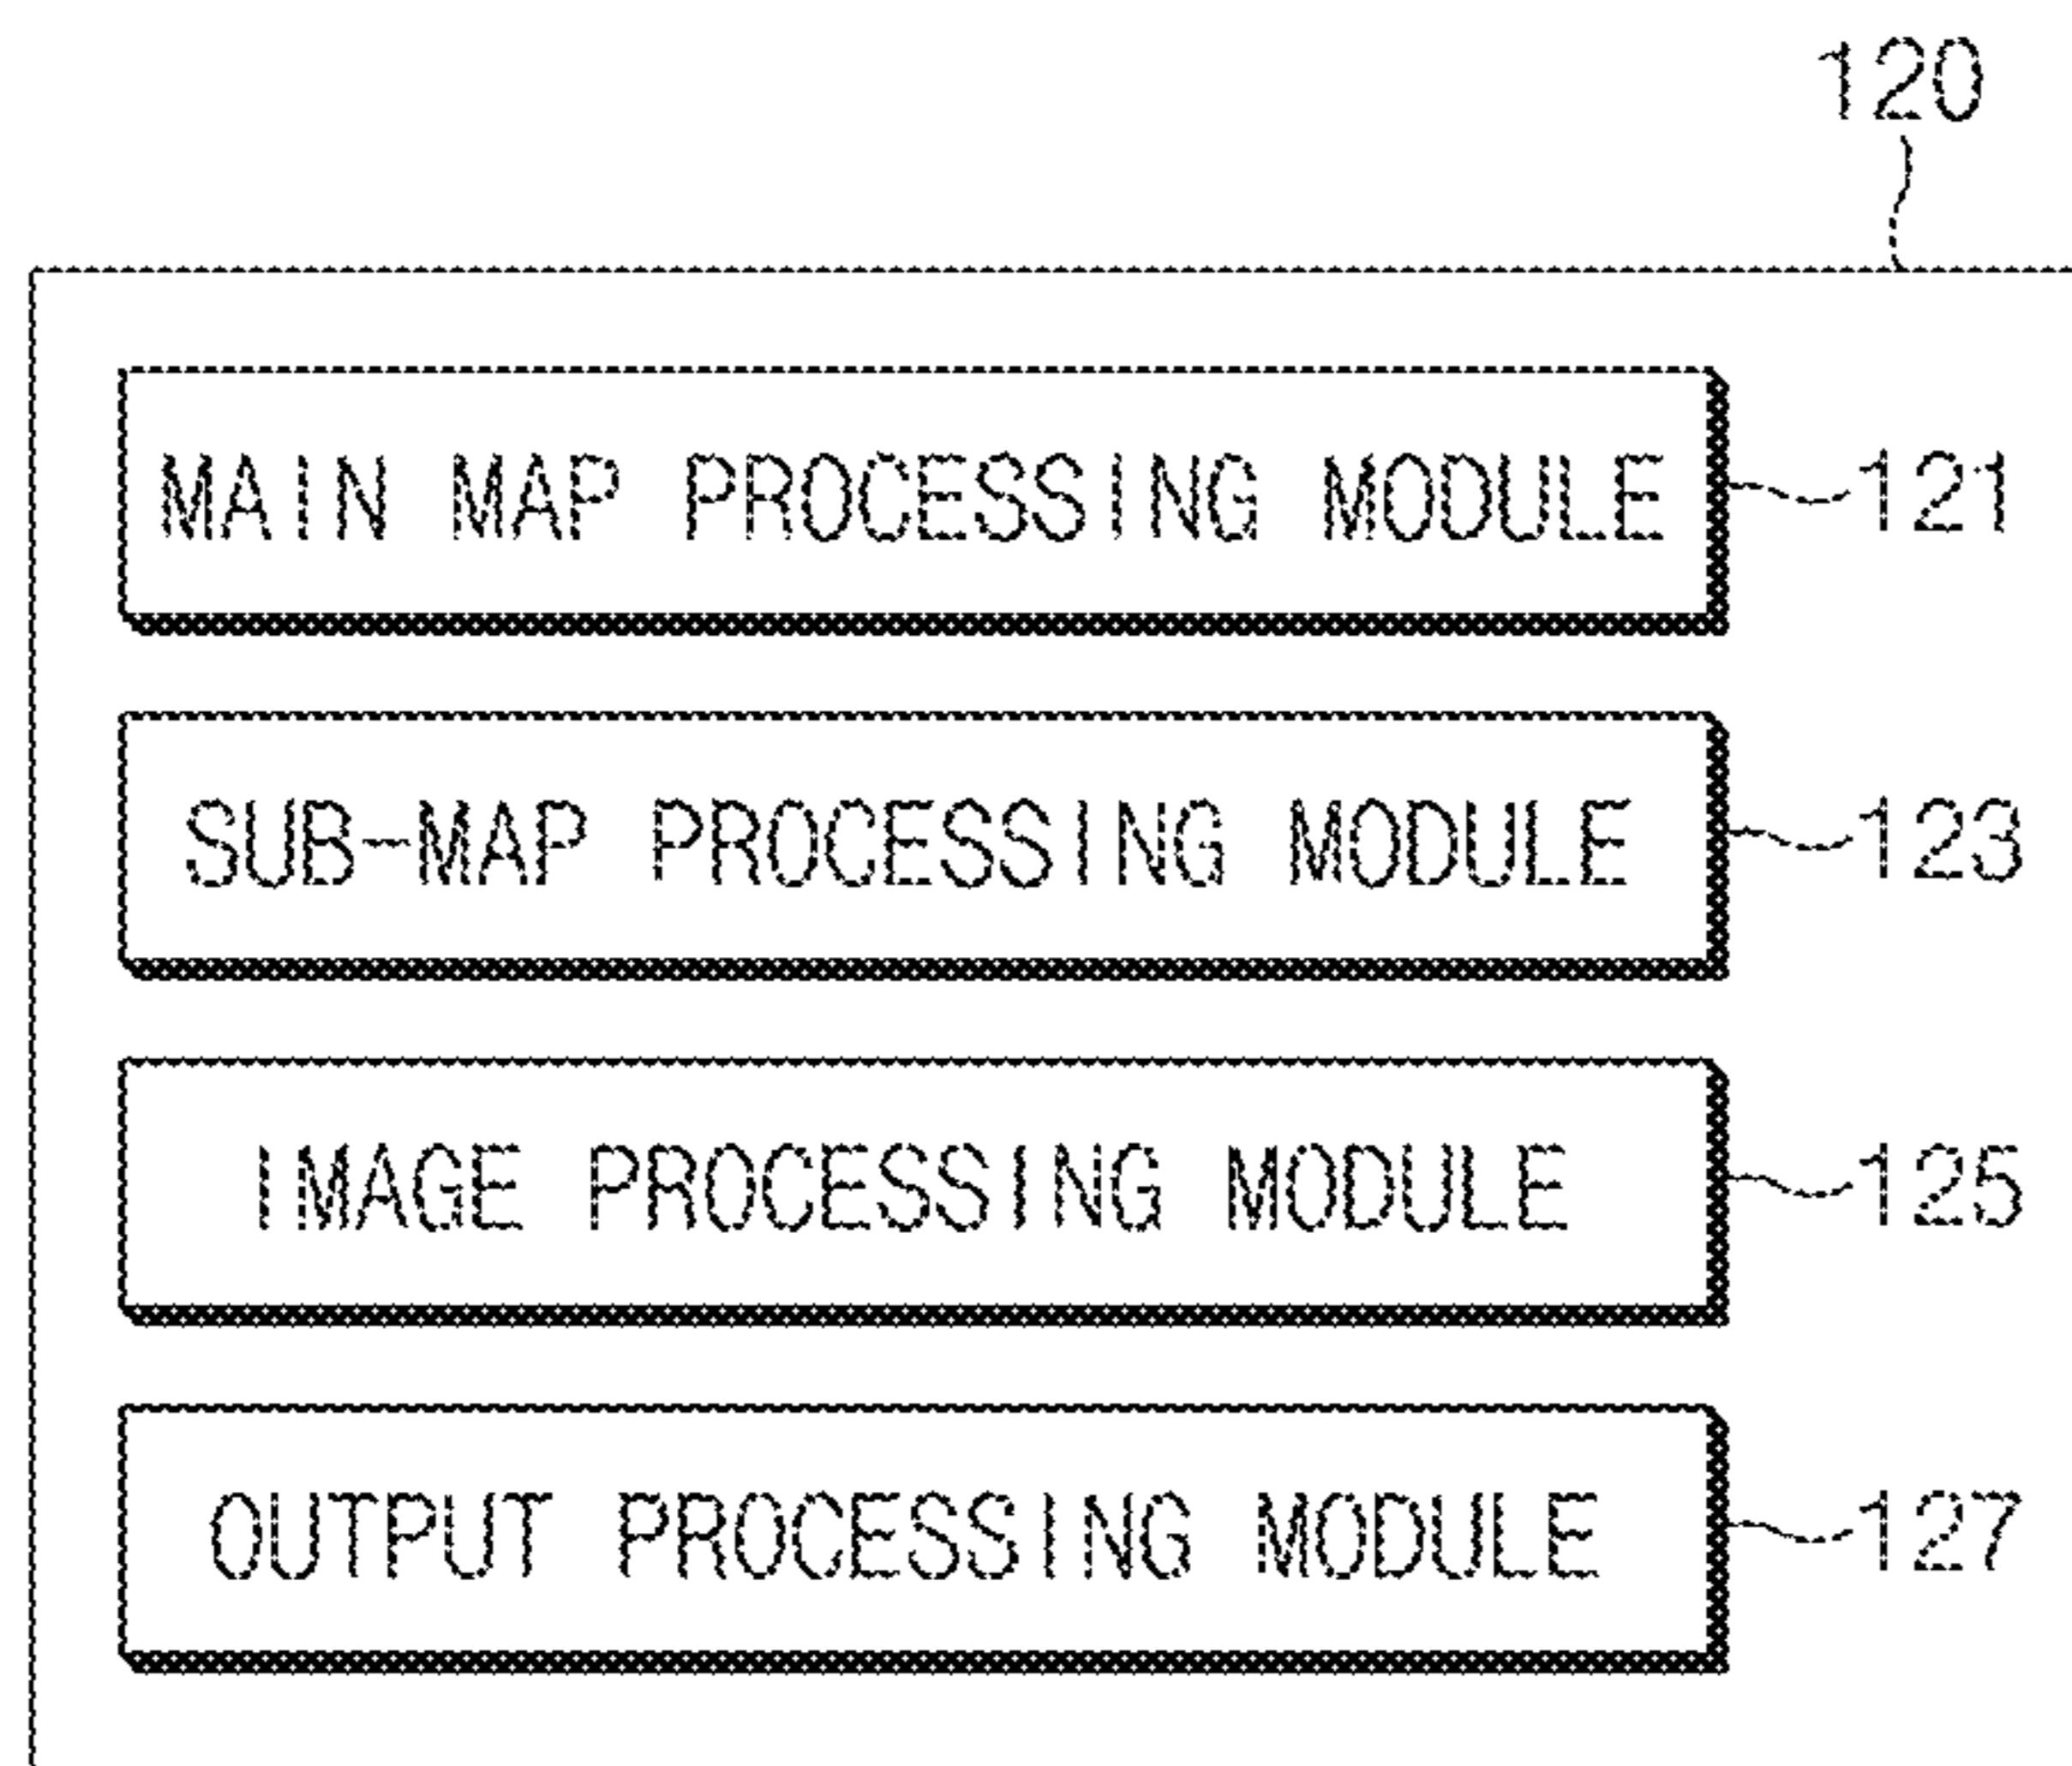 120
MAIN MAP PROCESSING MODULE 121
SUB-MAP PROCESSING MODULE 123
IMAGE PROCESSING MODULE 125
OUTPUT PROCESSING MODULE 127